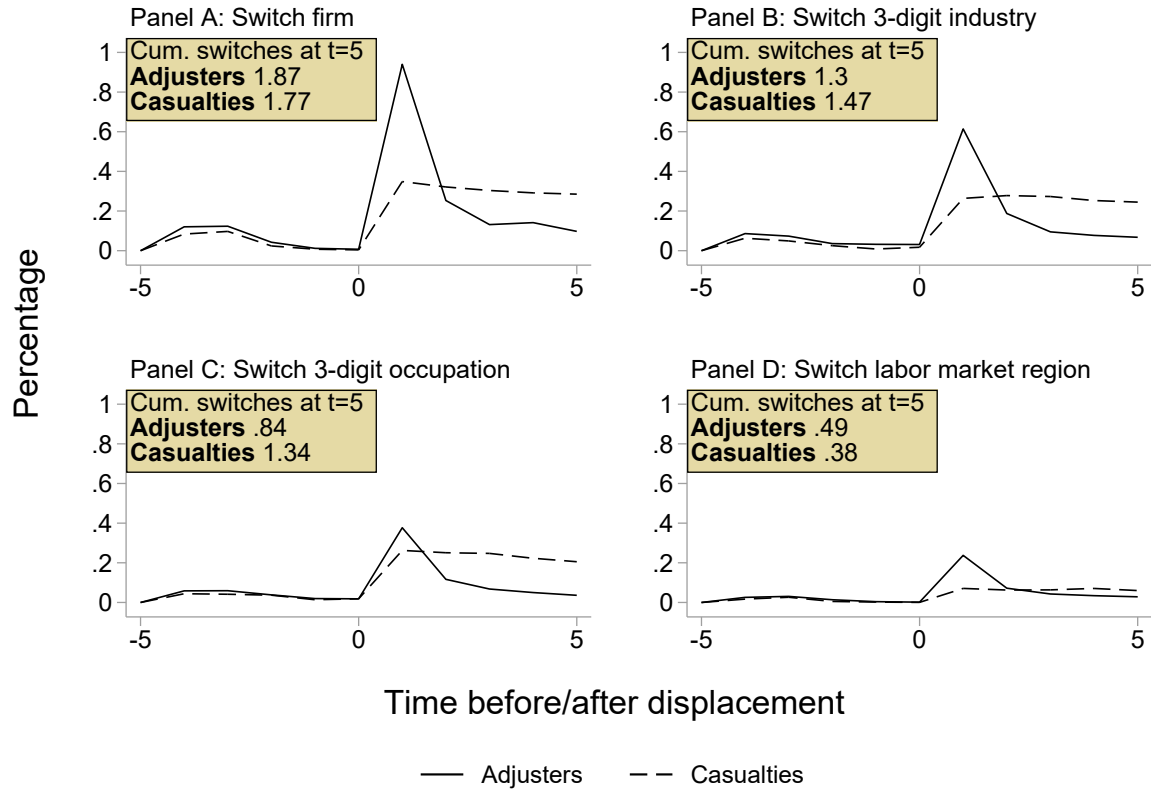 Panel A: Switch firm
Cum. switches at t=5
Adjusters 1.87
Casualties 1.77
1
.8
.6
.4
.2
0
-5 0 5
Panel B: Switch 3-digit industry
Cum. switches at t=5
Adjusters 1.3
Casualties 1.47
1
.8
.6
.4
.2
0
-5 0 5
Percentage
Panel C: Switch 3-digit occupation
Cum. switches at t=5
Adjusters .84
Casualties 1.34
1
.8
.6
.4
.2
0
-5 0 5
Panel D: Switch labor market region
Cum. switches at t=5
Adjusters .49
Casualties .38
1
.8
.6
.4
.2
0
-5 0 5
Time before/after displacement
Adjusters Casualties